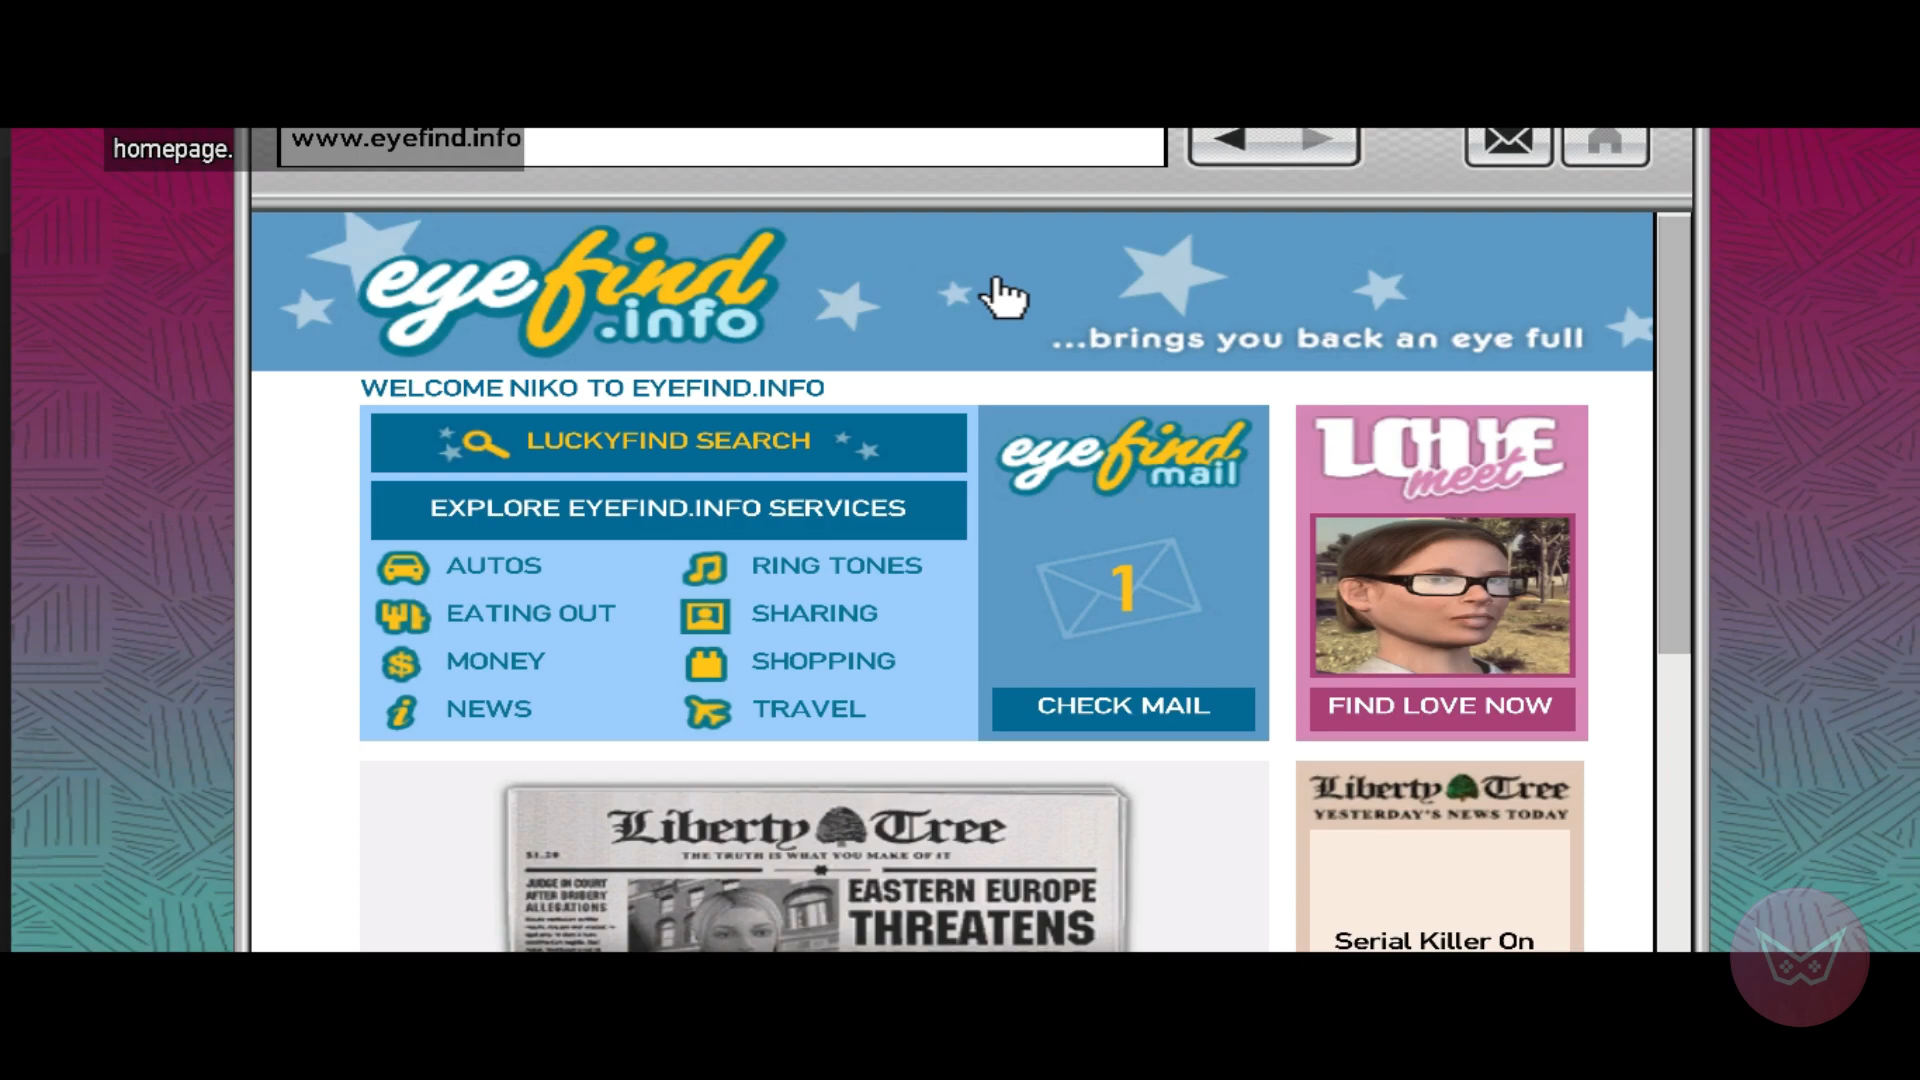 homepage.
www.eyefind.info
eyefind
.info
...brings you back an eye full
WELCOME NIKO TO EYEFIND.INFO
LUCKYFIND SEARCH
EXPLORE EYEFIND.INFO SERVICES
AUTOS
RING TONES
EATING OUT
SHARING
MONEY
SHOPPING
NEWS
TRAVEL
eyefind
mail
1
CHECK MAIL
LOVE
meet
FIND LOVE NOW
Liberty Tree
THE TRUTH IS WHAT YOU MAKE OF IT
$1.20
JUDGE IN COURT
AFTER BRIBERY
ALLEGATIONS
EASTERN EUROPE
THREATENS
Liberty Tree
YESTERDAY'S NEWS TODAY
Serial Killer On